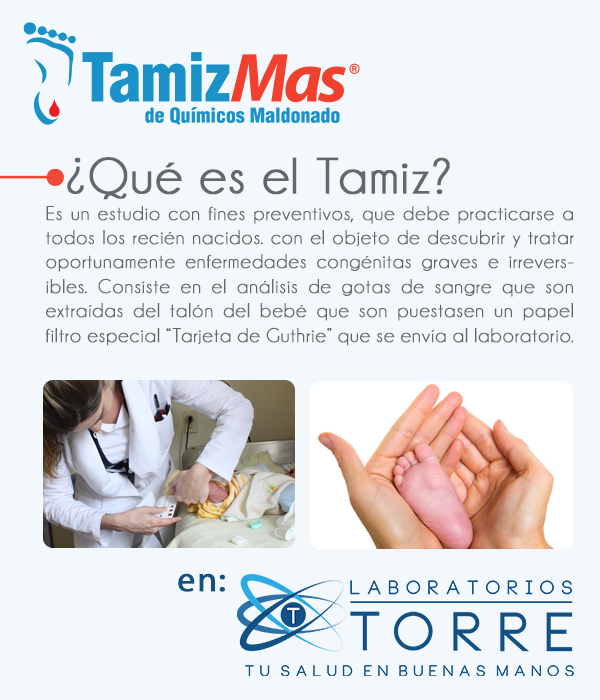 TamizMas®
de Químicos Maldonado
¿Qué es el Tamiz?
Es un estudio con fines preventivos, que debe practicarse a
todos los recién nacidos. con el objeto de descubrir y tratar
oportunamente enfermedades congénitas graves e irrevers-
ibles. Consiste en el análisis de gotas de sangre que son
extraídas del talón del bebé que son puestasen un papel
filtro especial “Tarjeta de Guthrie” que se envía al laboratorio.
en:
T
LABORATORIOS
TORRE
TU SALUD EN BUENAS MANOS